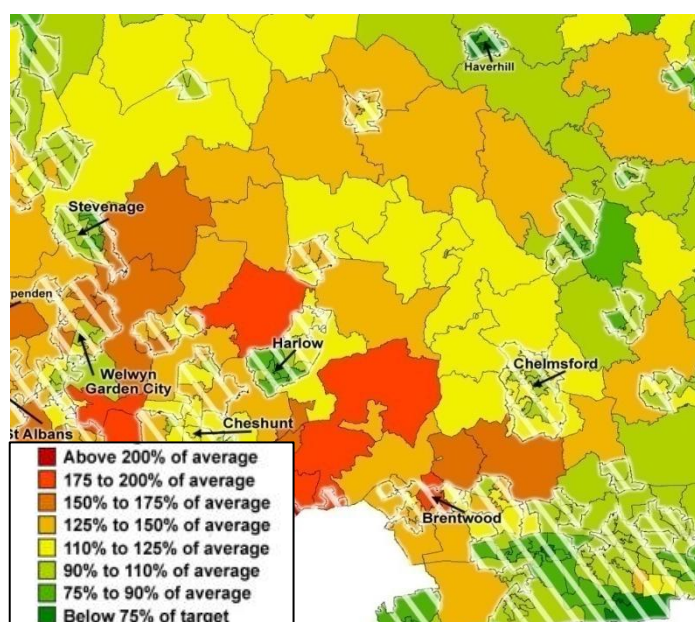 Haverhill
Stevenage
Harlow
Welwyn
Garden City
Chelmsford
St Albans
Cheshunt
Brentwood
Above 200% of average
175 to 200% of average
150% to 175% of average
125% to 150% of average
110% to 125% of average
90% to 110% of average
75% to 90% of average
Below 75% of target